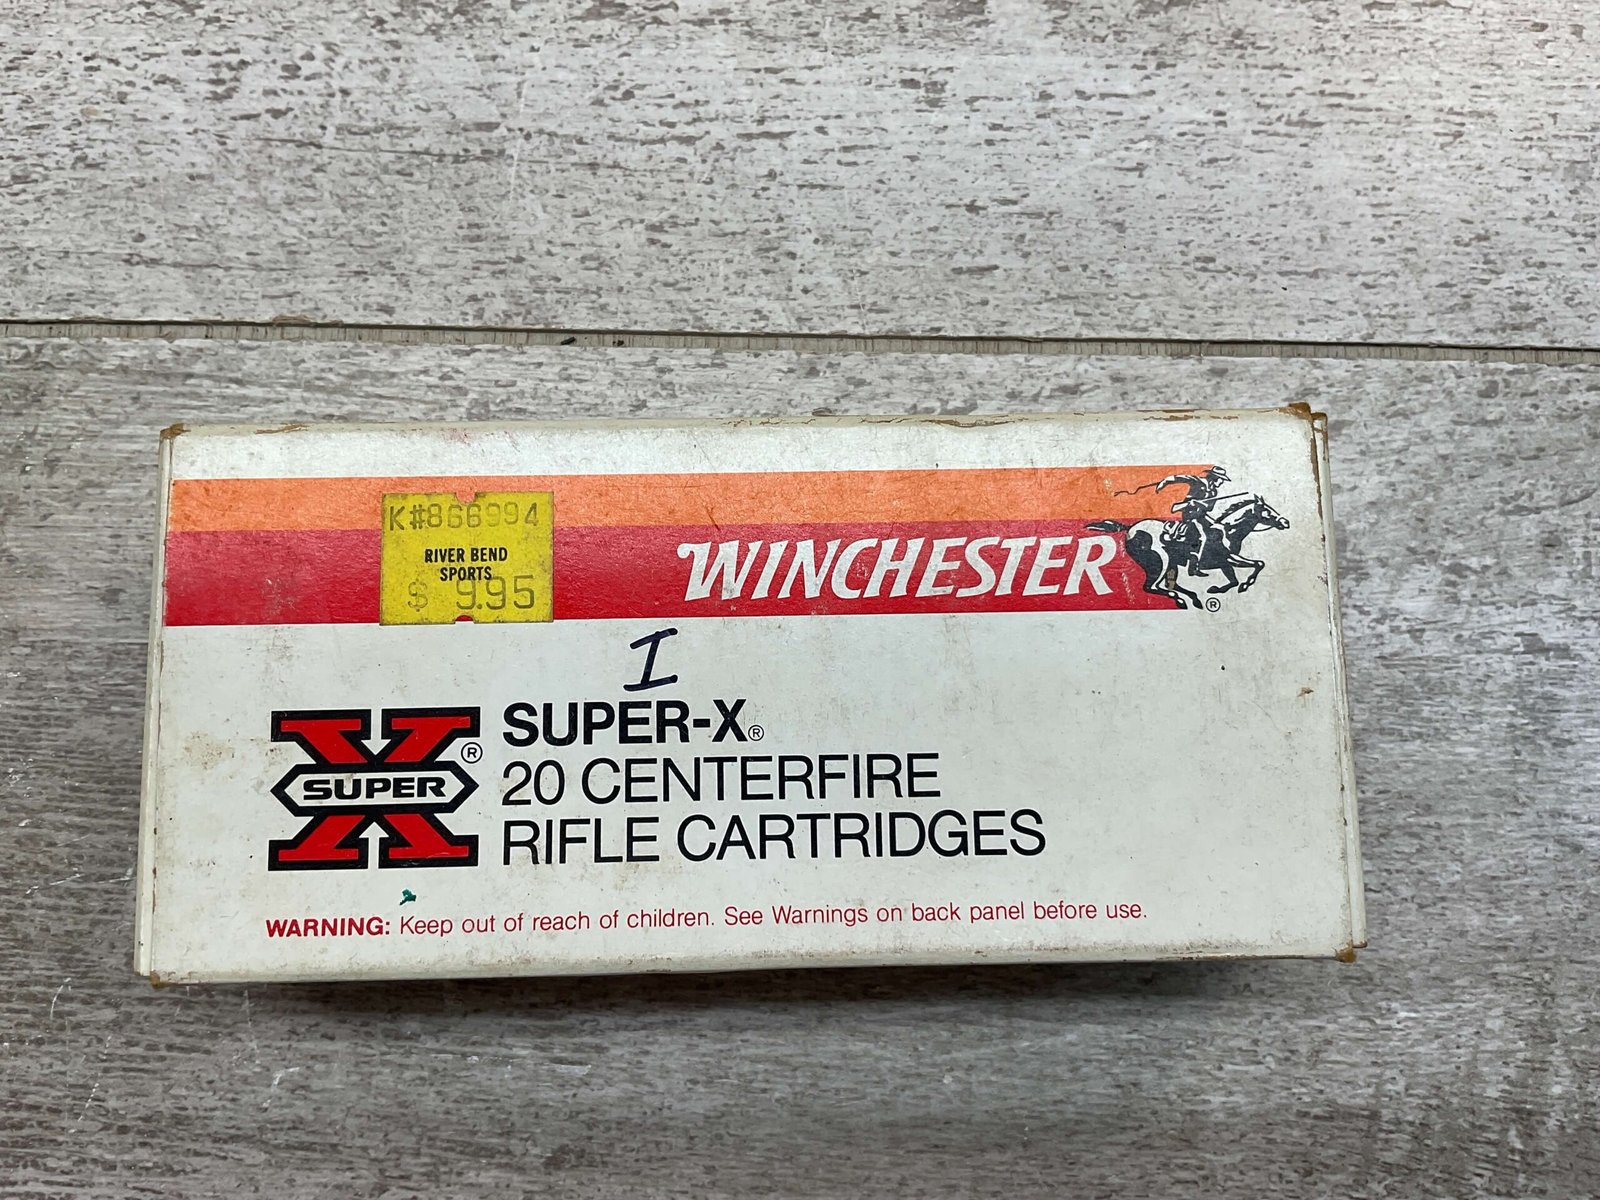 K#866994
RIVER BEND
SPORTS
$ 9.95
WINCHESTER®
I
SUPER-X®
20 CENTERFIRE
RIFLE CARTRIDGES
X®
SUPER
WARNING: Keep out of reach of children. See Warnings on back panel before use.